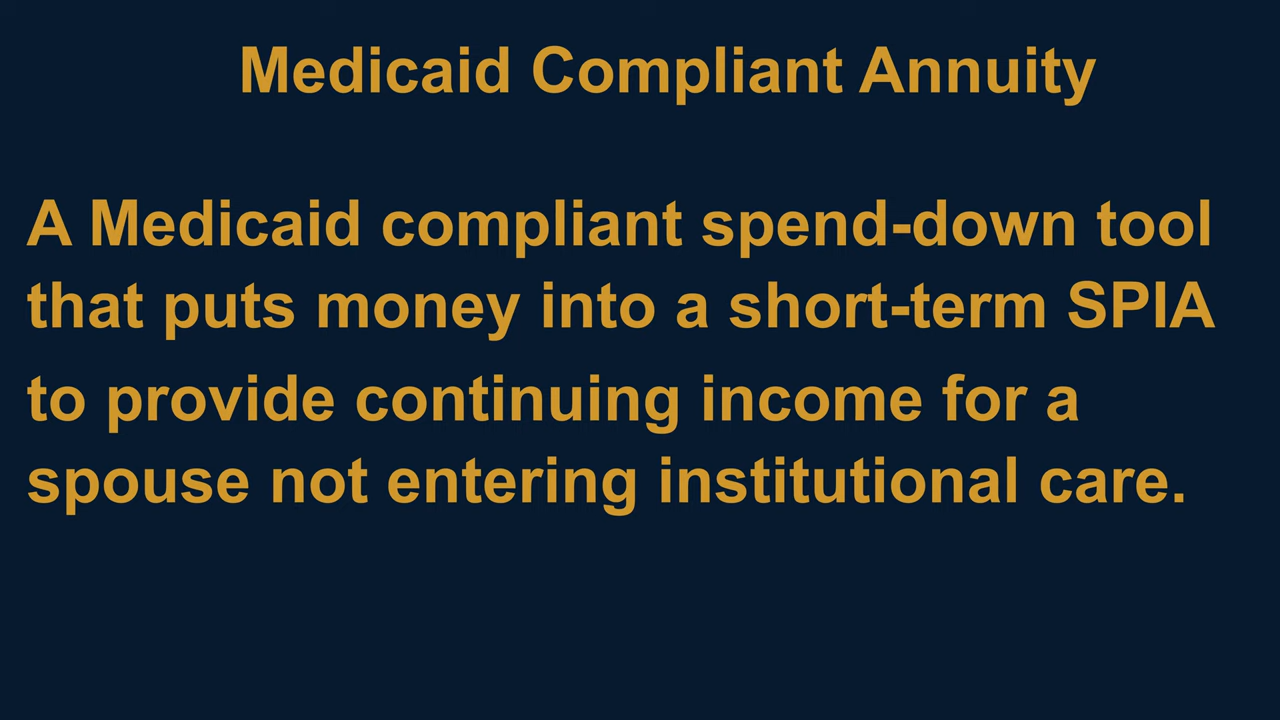 Medicaid Compliant Annuity
A Medicaid compliant spend-down tool
that puts money into a short-term SPIA
to provide continuing income for a
spouse not entering institutional care.